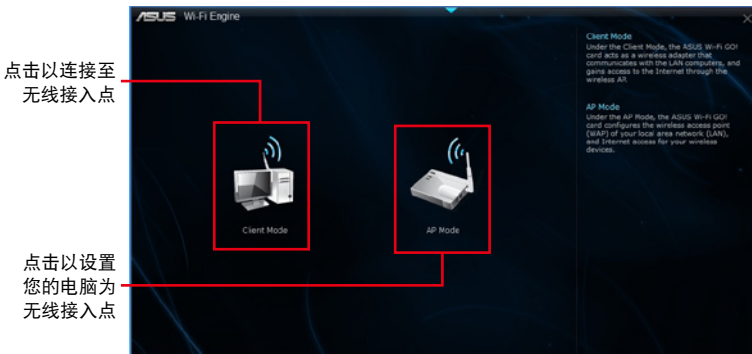 ASUS Wi-Fi Engine
点击以连接至
无线接入点
Client Mode
AP Mode
点击以设置
您的电脑为
无线接入点
Client Mode
Under the Client Mode, the ASUS Wi-Fi GO!
card acts as a wireless adapter that
communicates with the LAN computers, and
gains access to the Internet through the
wireless AP.
AP Mode
Under the AP Mode, the ASUS Wi-Fi GO!
card configures the wireless access point
(WAP) of your local area network (LAN),
and Internet access for your wireless
devices.